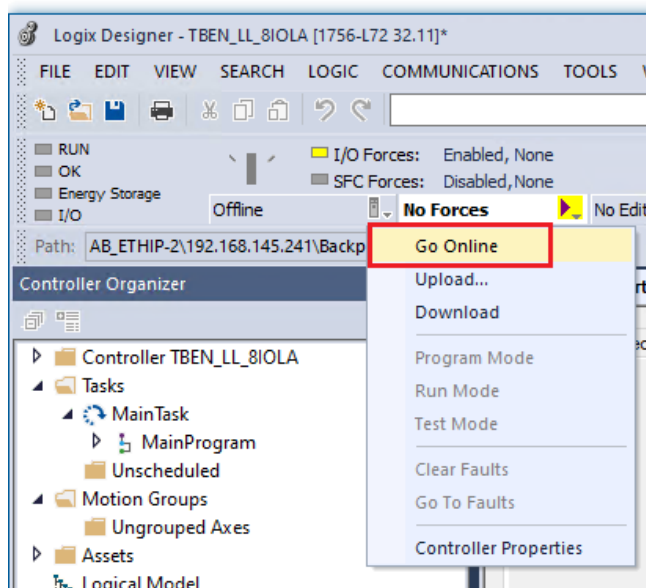 Logix Designer - TBEN_LL_8IOLA [1756-L72 32.11]*
FILE EDIT VIEW SEARCH LOGIC COMMUNICATIONS TOOLS
RUN
OK
Energy Storage
I/O
I/O Forces: Enabled, None
SFC Forces: Disabled, None
Offline No Forces No Edit
Path: AB_ETHIP-2\192.168.145.241\Backp
Controller Organizer
Controller TBEN_LL_8IOLA
Tasks
MainTask
MainProgram
Unscheduled
Motion Groups
Ungrouped Axes
Assets
Logical Model
Go Online
Upload...
Download
Program Mode
Run Mode
Test Mode
Clear Faults
Go To Faults
Controller Properties